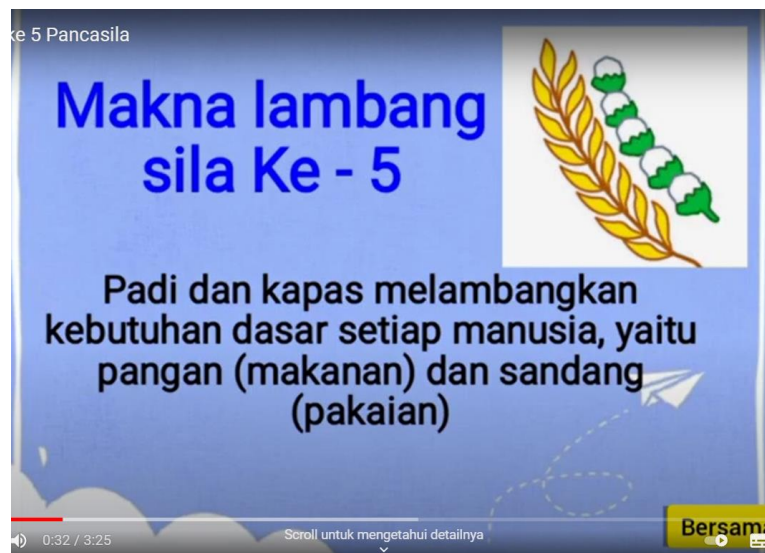 ke 5 Pancasila
Makna lambang
sila Ke - 5
Padi dan kapas melambangkan
kebutuhan dasar setiap manusia, yaitu
pangan (makanan) dan sandang
(pakaian)
Bersama
0:32 / 3:25
Scroll untuk mengetahui detailnya